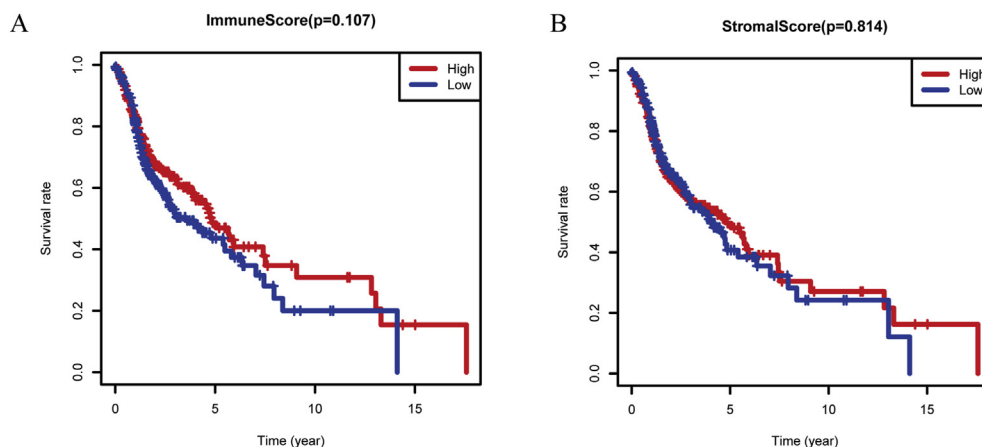 A
ImmuneScore(p=0.107)
High
Low
Survival rate
1.0
0.8
0.6
0.4
0.2
0.0
0
5
10
15
Time (year)
B
StromalScore(p=0.814)
High
Low
Survival rate
1.0
0.8
0.6
0.4
0.2
0.0
0
5
10
15
Time (year)